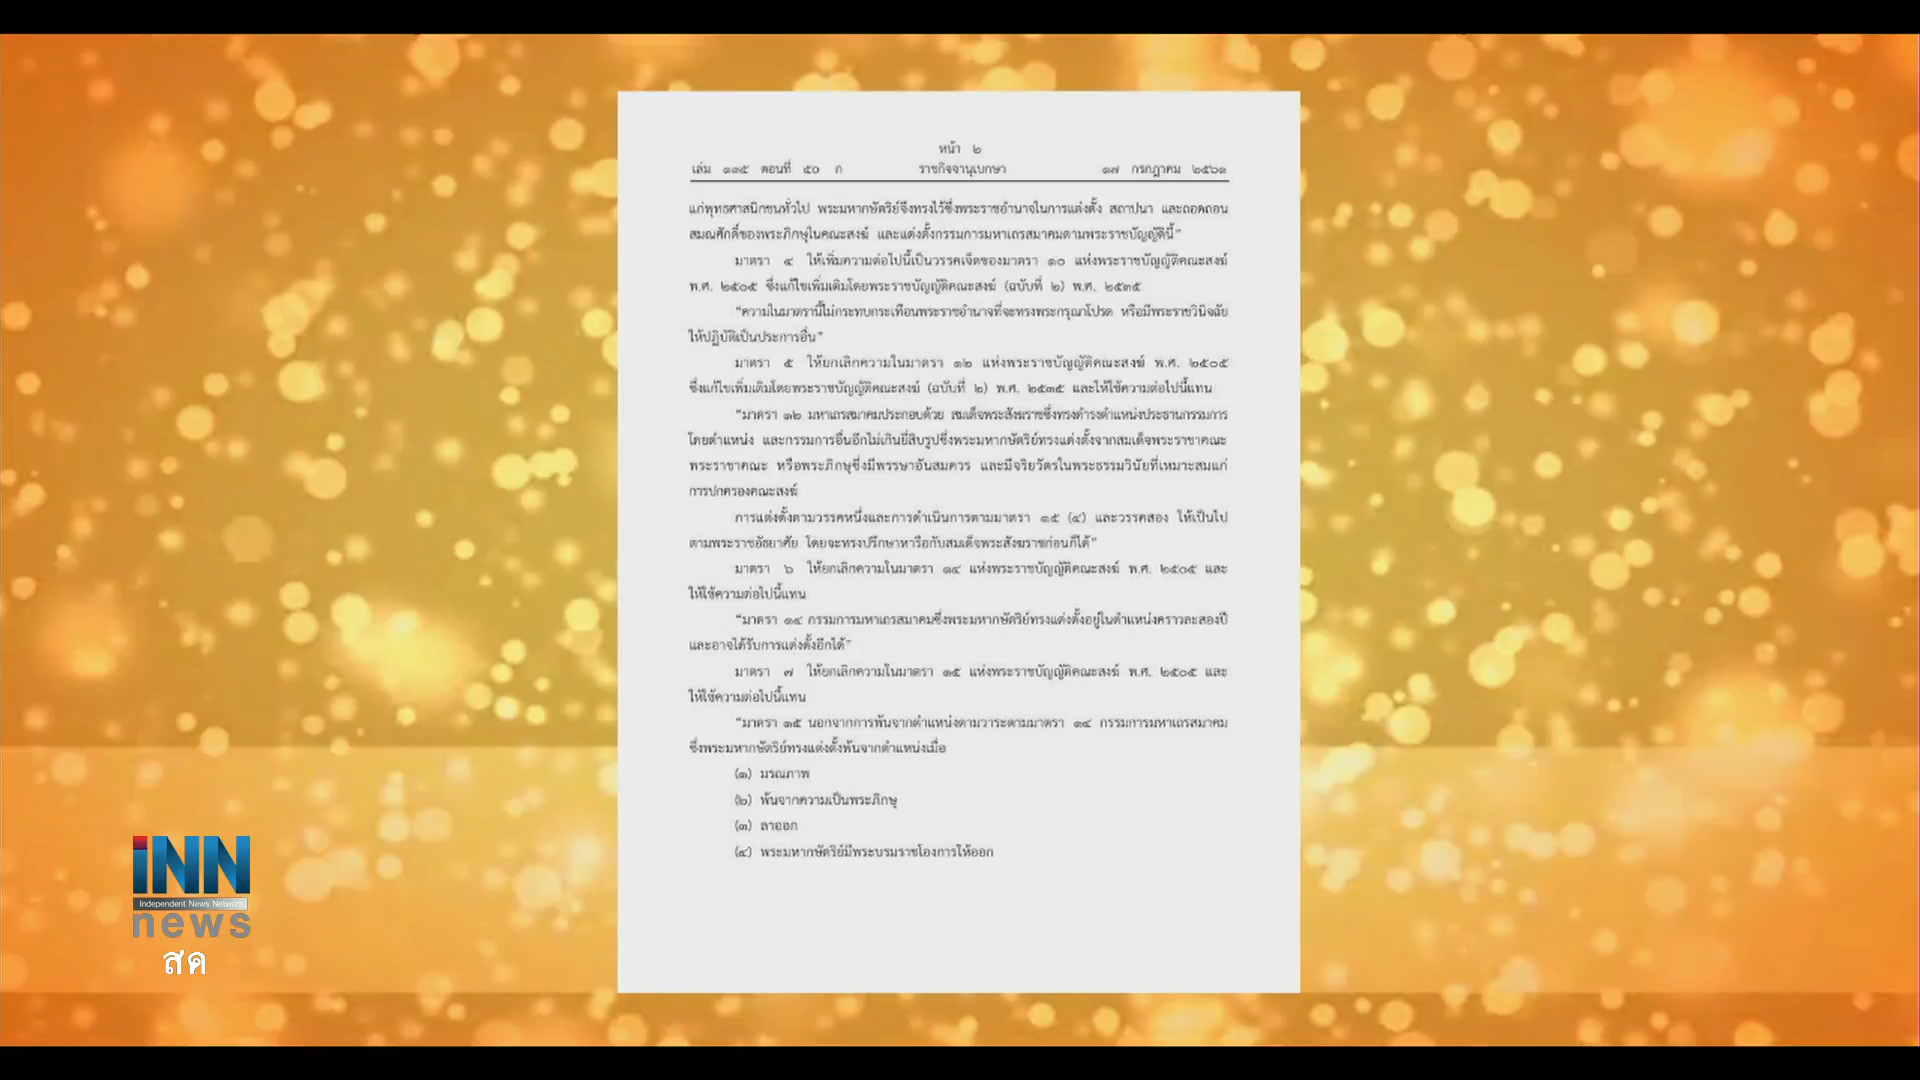 หน้า ๒
เล่ม ๑๓๕ ตอนที่ ๕๐ ก ราชกิจจานุเบกษา ๑๗ กรกฎาคม ๒๕๖๑
แก่พุทธศาสนิกชนทั่วไป พระมหากษัตริย์จึงทรงไว้ซึ่งพระราชอำนาจในการแต่งตั้ง สถาปนา และถอดถอน
สมณศักดิ์ของพระภิกษุในคณะสงฆ์ และแต่งตั้งกรรมการมหาเถรสมาคมตามพระราชบัญญัตินี้”
มาตรา ๔ ให้เพิ่มความต่อไปนี้เป็นวรรคเจ็ดของมาตรา ๑๐ แห่งพระราชบัญญัติคณะสงฆ์
พ.ศ. ๒๕๐๕ ซึ่งแก้ไขเพิ่มเติมโดยพระราชบัญญัติคณะสงฆ์ (ฉบับที่ ๒) พ.ศ. ๒๕๓๕
“ความในมาตรานี้ไม่กระทบกระเทือนพระราชอำนาจที่จะทรงพระกรุณาโปรด หรือมีพระราชวินิจฉัย
ให้ปฏิบัติเป็นประการอื่น”
มาตรา ๕ ให้ยกเลิกความในมาตรา ๑๒ แห่งพระราชบัญญัติคณะสงฆ์ พ.ศ. ๒๕๐๕
ซึ่งแก้ไขเพิ่มเติมโดยพระราชบัญญัติคณะสงฆ์ (ฉบับที่ ๒) พ.ศ. ๒๕๓๕ และให้ใช้ความต่อไปนี้แทน
“มาตรา ๑๒ มหาเถรสมาคมประกอบด้วย สมเด็จพระสังฆราชซึ่งทรงดำรงตำแหน่งประธานกรรมการ
โดยตำแหน่ง และกรรมการอื่นอีกไม่เกินยี่สิบรูปซึ่งพระมหากษัตริย์ทรงแต่งตั้งจากสมเด็จพระราชาคณะ
พระราชาคณะ หรือพระภิกษุซึ่งมีพรรษาอันสมควร และมีจริยวัตรในพระธรรมวินัยที่เหมาะสมแก่
การปกครองคณะสงฆ์
การแต่งตั้งตามวรรคหนึ่งและการดำเนินการตามมาตรา ๑๕ (๔) และวรรคสอง ให้เป็นไป
ตามพระราชอัธยาศัย โดยจะทรงปรึกษาหารือกับสมเด็จพระสังฆราชก่อนก็ได้”
มาตรา ๖ ให้ยกเลิกความในมาตรา ๑๔ แห่งพระราชบัญญัติคณะสงฆ์ พ.ศ. ๒๕๐๕ และ
ให้ใช้ความต่อไปนี้แทน
“มาตรา ๑๔ กรรมการมหาเถรสมาคมซึ่งพระมหากษัตริย์ทรงแต่งตั้งอยู่ในตำแหน่งคราวละสองปี
และอาจได้รับการแต่งตั้งอีกได้”
มาตรา ๗ ให้ยกเลิกความในมาตรา ๑๕ แห่งพระราชบัญญัติคณะสงฆ์ พ.ศ. ๒๕๐๕ และ
ให้ใช้ความต่อไปนี้แทน
“มาตรา ๑๕ นอกจากการพ้นจากตำแหน่งตามวาระตามมาตรา ๑๔ กรรมการมหาเถรสมาคม
ซึ่งพระมหากษัตริย์ทรงแต่งตั้งพ้นจากตำแหน่งเมื่อ
(๑) มรณภาพ
(๒) พ้นจากความเป็นพระภิกษุ
(๓) ลาออก
(๔) พระมหากษัตริย์มีพระบรมราชโองการให้ออก
iNN
Independent News Network
news
สด